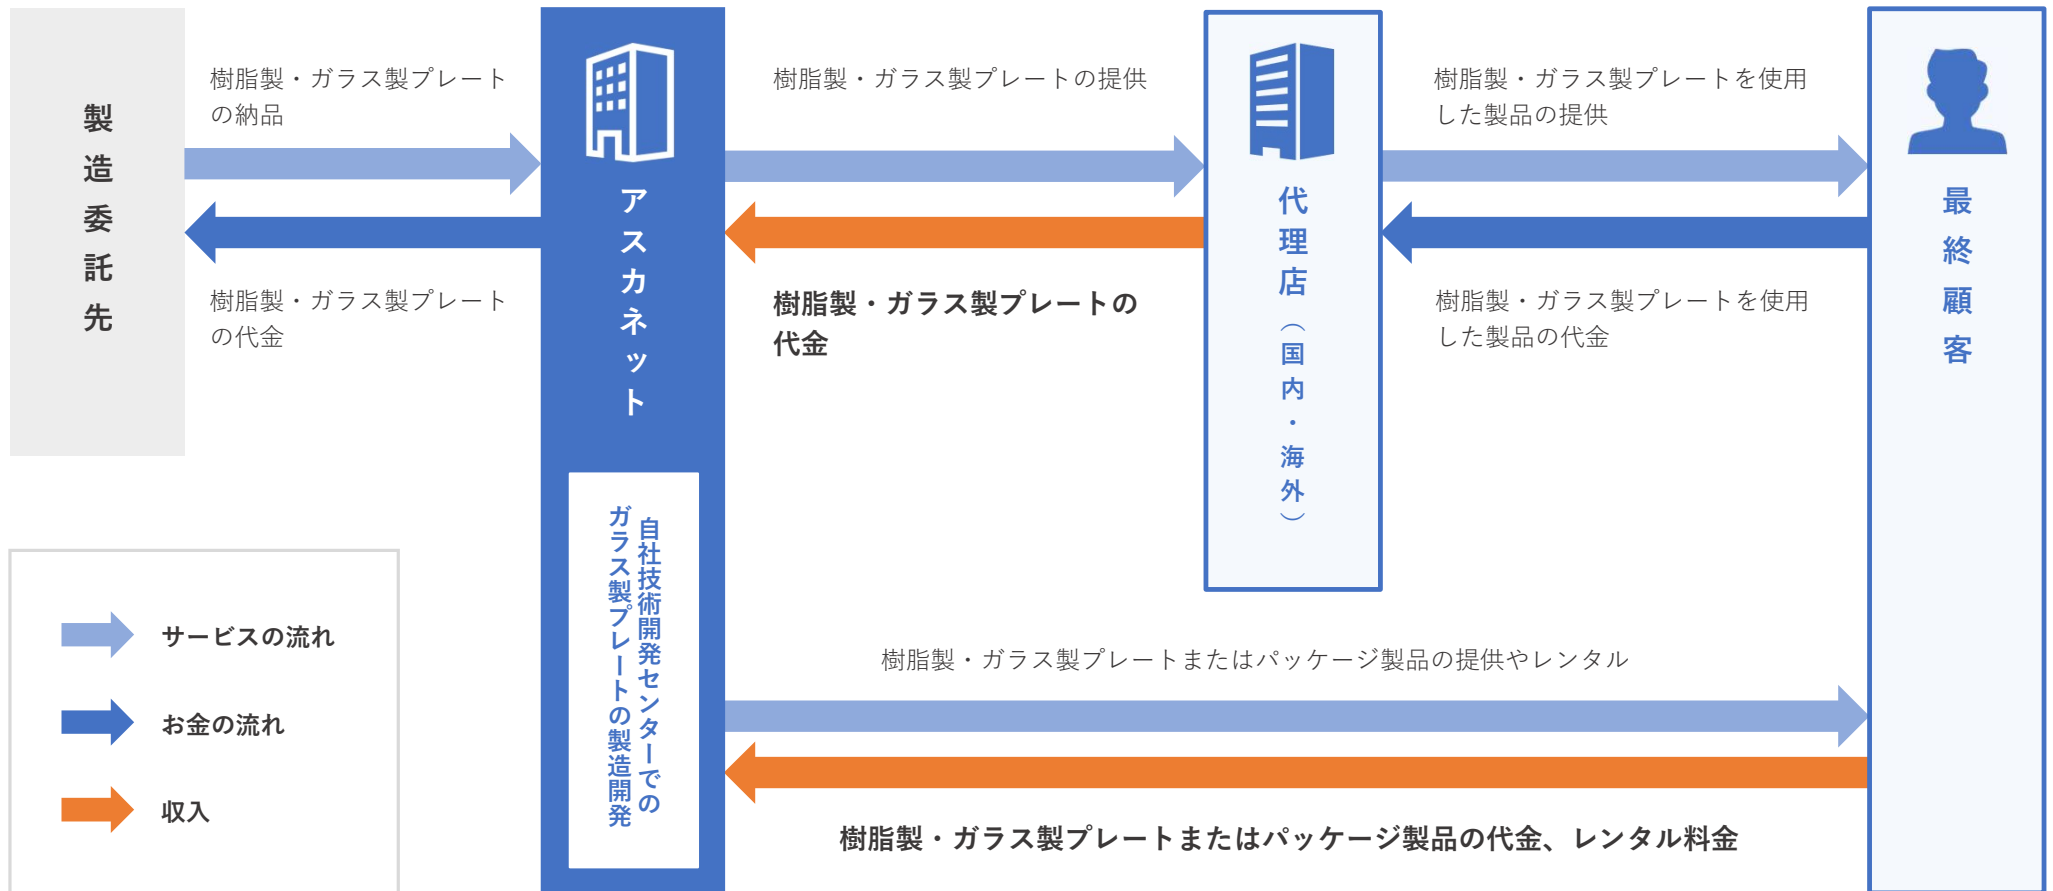 製造委託先
樹脂製・ガラス製プレート
の納品
樹脂製・ガラス製プレート
の代金
アスカネット
自社技術開発センターでの
ガラス製プレートの製造開発
樹脂製・ガラス製プレートの提供
樹脂製・ガラス製プレートの
代金
代理店（国内・海外）
樹脂製・ガラス製プレートを使用
した製品の提供
樹脂製・ガラス製プレートを使用
した製品の代金
最終顧客
樹脂製・ガラス製プレートまたはパッケージ製品の提供やレンタル
樹脂製・ガラス製プレートまたはパッケージ製品の代金、レンタル料金
サービスの流れ
お金の流れ
収入